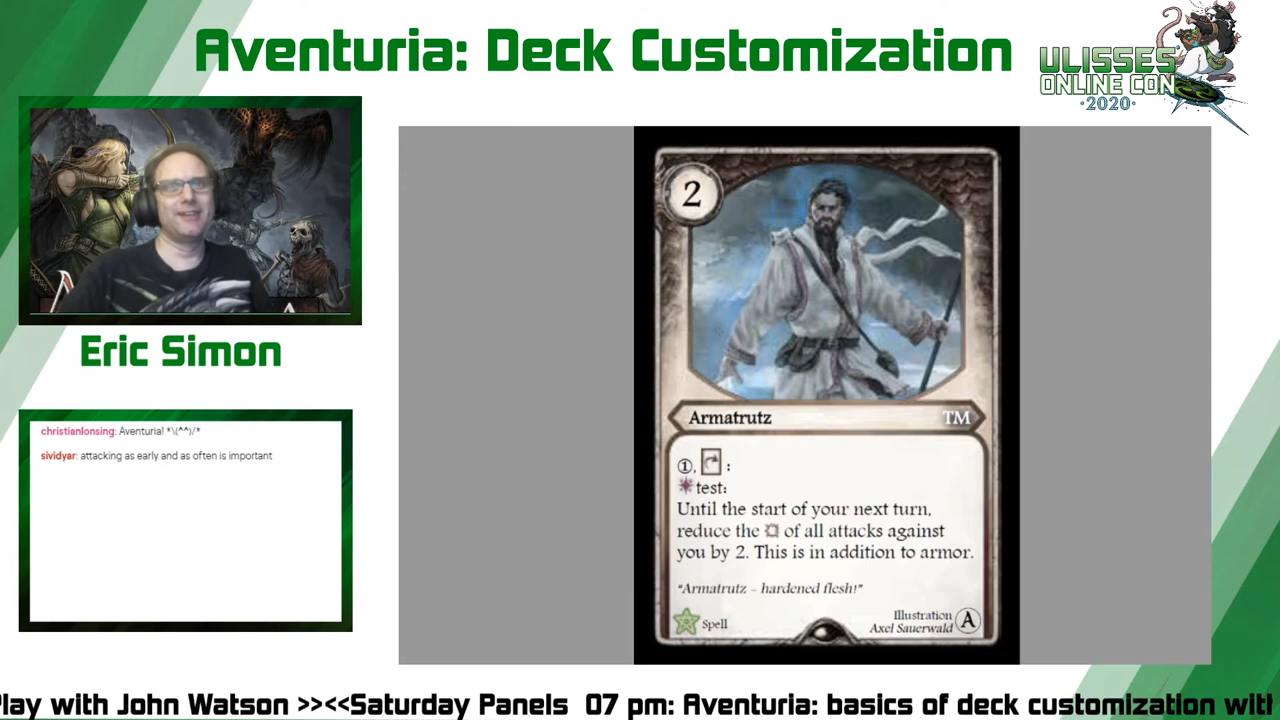 Aventuria: Deck Customization
ULISSES
ONLINE CON
·2020·
Eric Simon
christianlonsing: Aventuria! *\(^^)/*
sividyar: attacking as early and as often is important
2
Armatrutz TM
①, :
test:
Until the start of your next turn,
reduce the of all attacks against
you by 2. This is in addition to armor.
"Armatrutz – hardened flesh!"
Spell
Illustration
Axel Sauerwald
A
Play with John Watson >><<Saturday Panels 07 pm: Aventuria: basics of deck customization with